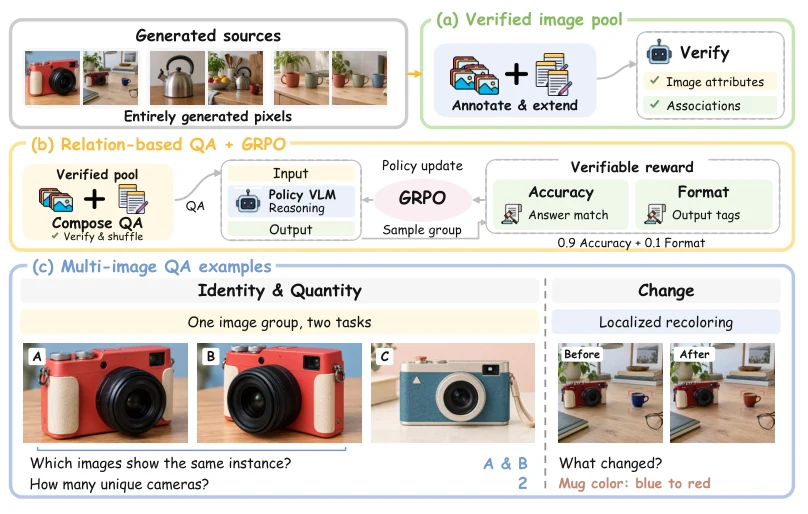 Generated sources
Entirely generated pixels
(a) Verified image pool
Annotate & extend
Verify
Image attributes
Associations
(b) Relation-based QA + GRPO
Verified pool
Compose QA
Verify & shuffle
QA
Input
Policy VLM
Reasoning
Output
Policy update
GRPO
Sample group
Verifiable reward
Accuracy
Answer match
Format
Output tags
0.9 Accuracy + 0.1 Format
(c) Multi-image QA examples
Identity & Quantity
One image group, two tasks
A
B
C
Which images show the same instance?
A & B
How many unique cameras?
2
Change
Localized recoloring
Before
After
What changed?
Mug color: blue to red